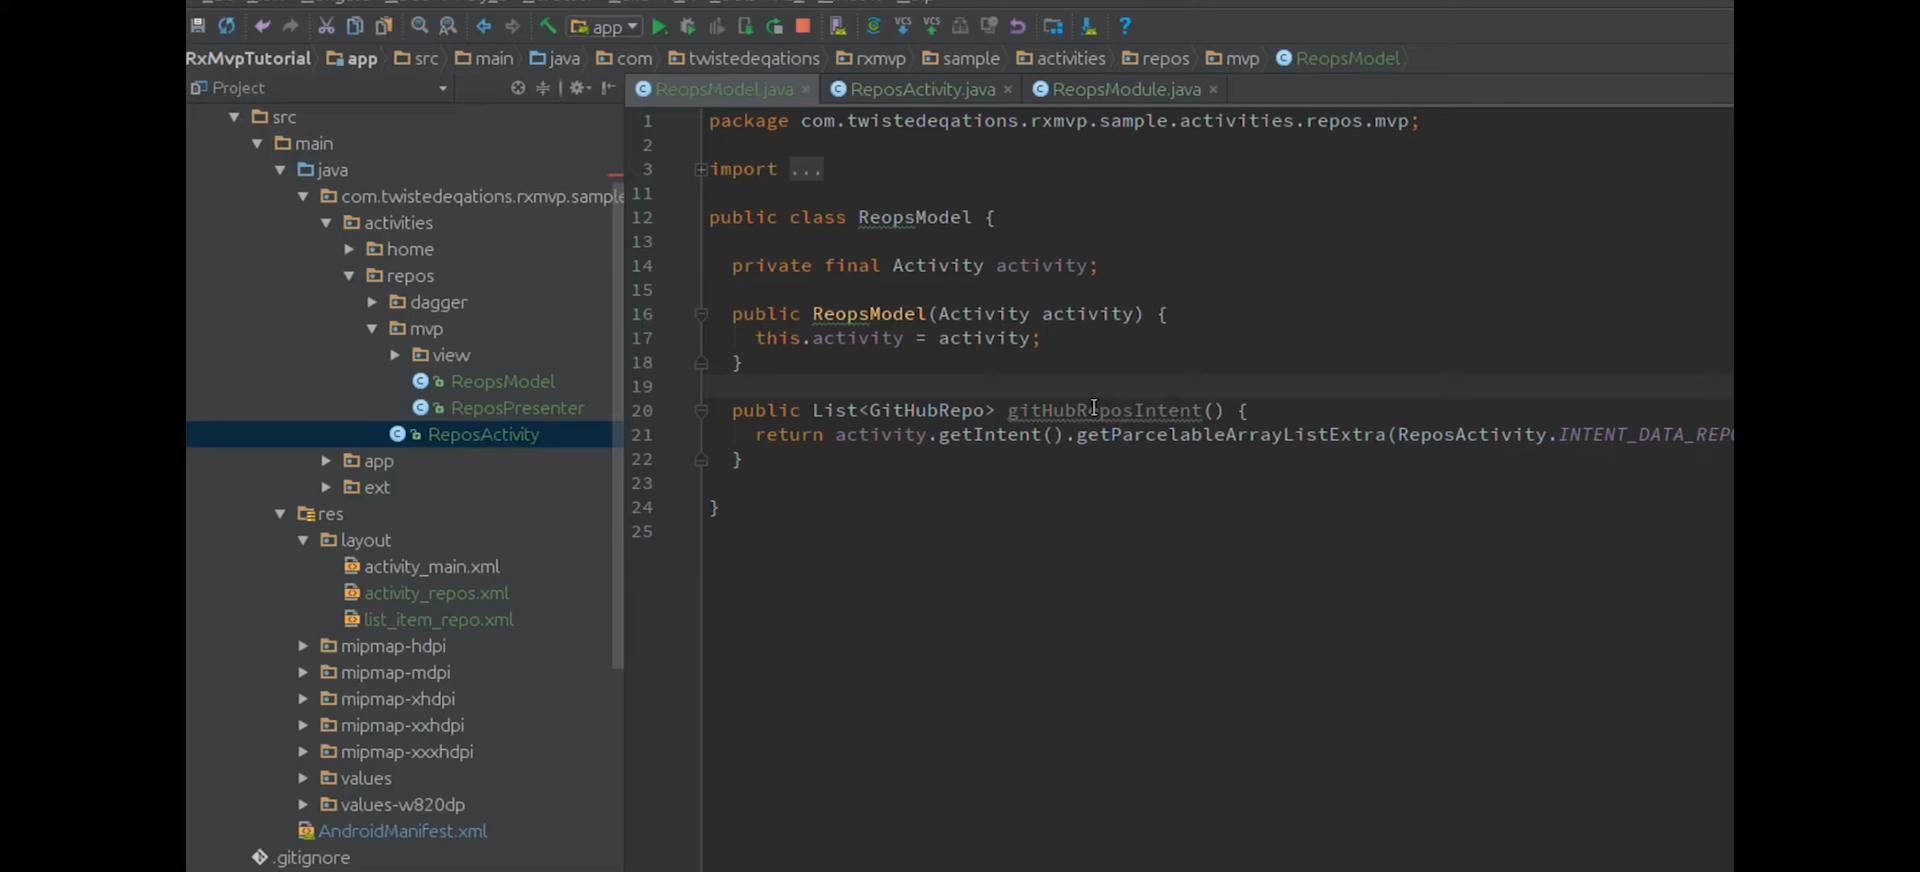 app
RxMvpTutorial app src main java com twistedeqations rxmvp sample activities repos mvp ReopsModel
Project
ReopsModel.java × ReposActivity.java × ReopsModule.java ×
src
main
java
com.twistedeqations.rxmvp.sample
activities
home
repos
dagger
mvp
view
ReopsModel
ReposPresenter
ReposActivity
app
ext
res
layout
activity_main.xml
activity_repos.xml
list_item_repo.xml
mipmap-hdpi
mipmap-mdpi
mipmap-xhdpi
mipmap-xxhdpi
mipmap-xxxhdpi
values
values-w820dp
AndroidManifest.xml
.gitignore
1 package com.twistedeqations.rxmvp.sample.activities.repos.mvp;
2
3 import ...
11
12 public class ReopsModel {
13
14 private final Activity activity;
15
16 public ReopsModel(Activity activity) {
17 this.activity = activity;
18 }
19
20 public List<GitHubRepo> gitHubReposIntent() {
21 return activity.getIntent().getParcelableArrayListExtra(ReposActivity.INTENT_DATA_REPO
22 }
23
24 }
25